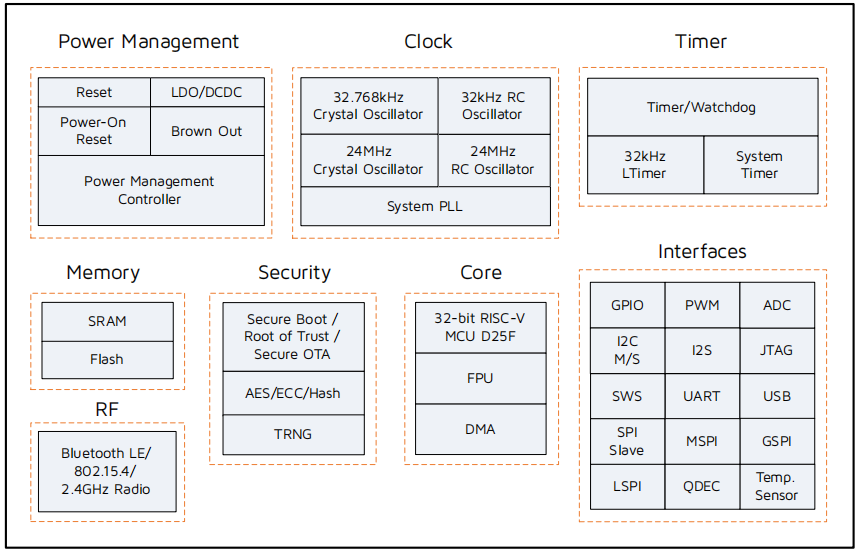 Power Management
Reset
LDO/DCDC
Power-On
Reset
Brown Out
Power Management
Controller
Clock
32.768kHz
Crystal Oscillator
32kHz RC
Oscillator
24MHz
Crystal Oscillator
24MHz
RC Oscillator
System PLL
Timer
Timer/Watchdog
32kHz
LTimer
System
Timer
Memory
SRAM
Flash
RF
Bluetooth LE/
802.15.4/
2.4GHz Radio
Security
Secure Boot /
Root of Trust /
Secure OTA
AES/ECC/Hash
TRNG
Core
32-bit RISC-V
MCU D25F
FPU
DMA
Interfaces
GPIO
PWM
ADC
I2C
M/S
I2S
JTAG
SWS
UART
USB
SPI
Slave
MSPI
GSPI
LSPI
QDEC
Temp.
Sensor